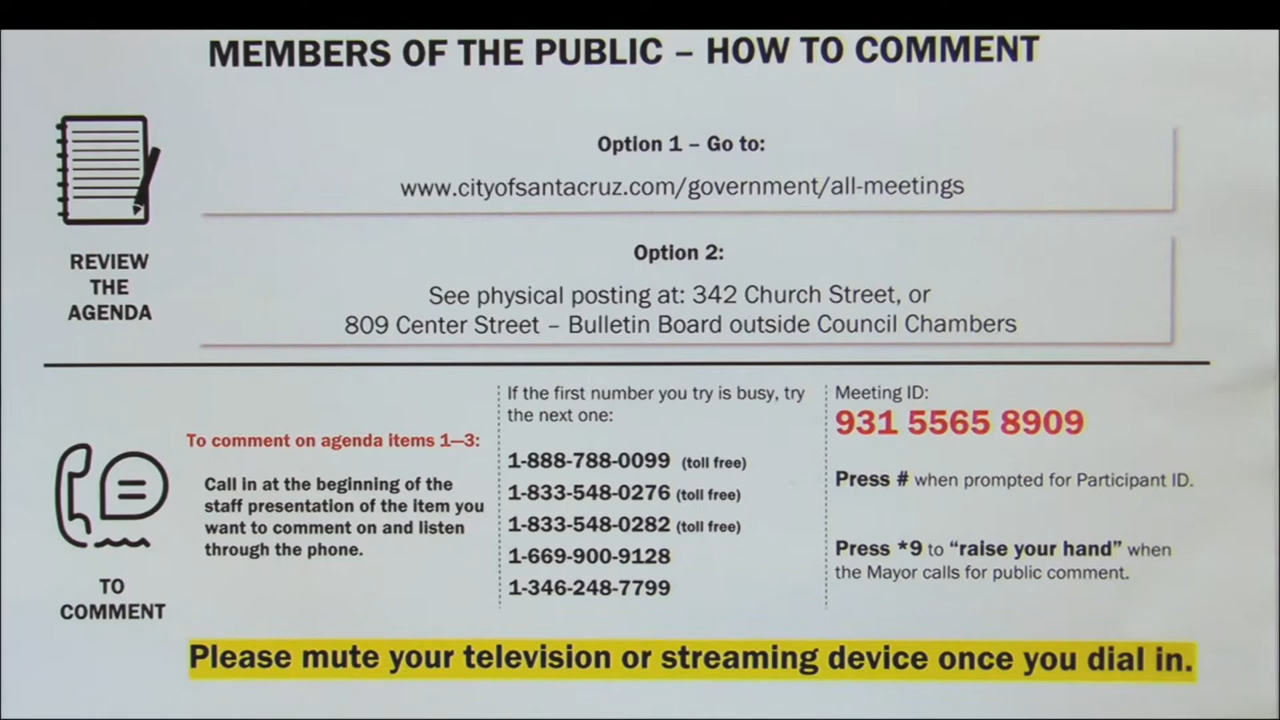 MEMBERS OF THE PUBLIC – HOW TO COMMENT
REVIEW
THE
AGENDA
Option 1 – Go to:
www.cityofsantacruz.com/government/all-meetings
Option 2:
See physical posting at: 342 Church Street, or
809 Center Street – Bulletin Board outside Council Chambers
TO
COMMENT
To comment on agenda items 1—3:
Call in at the beginning of the
staff presentation of the item you
want to comment on and listen
through the phone.
If the first number you try is busy, try
the next one:
1-888-788-0099 (toll free)
1-833-548-0276 (toll free)
1-833-548-0282 (toll free)
1-669-900-9128
1-346-248-7799
Meeting ID:
931 5565 8909
Press # when prompted for Participant ID.
Press *9 to “raise your hand” when
the Mayor calls for public comment.
Please mute your television or streaming device once you dial in.